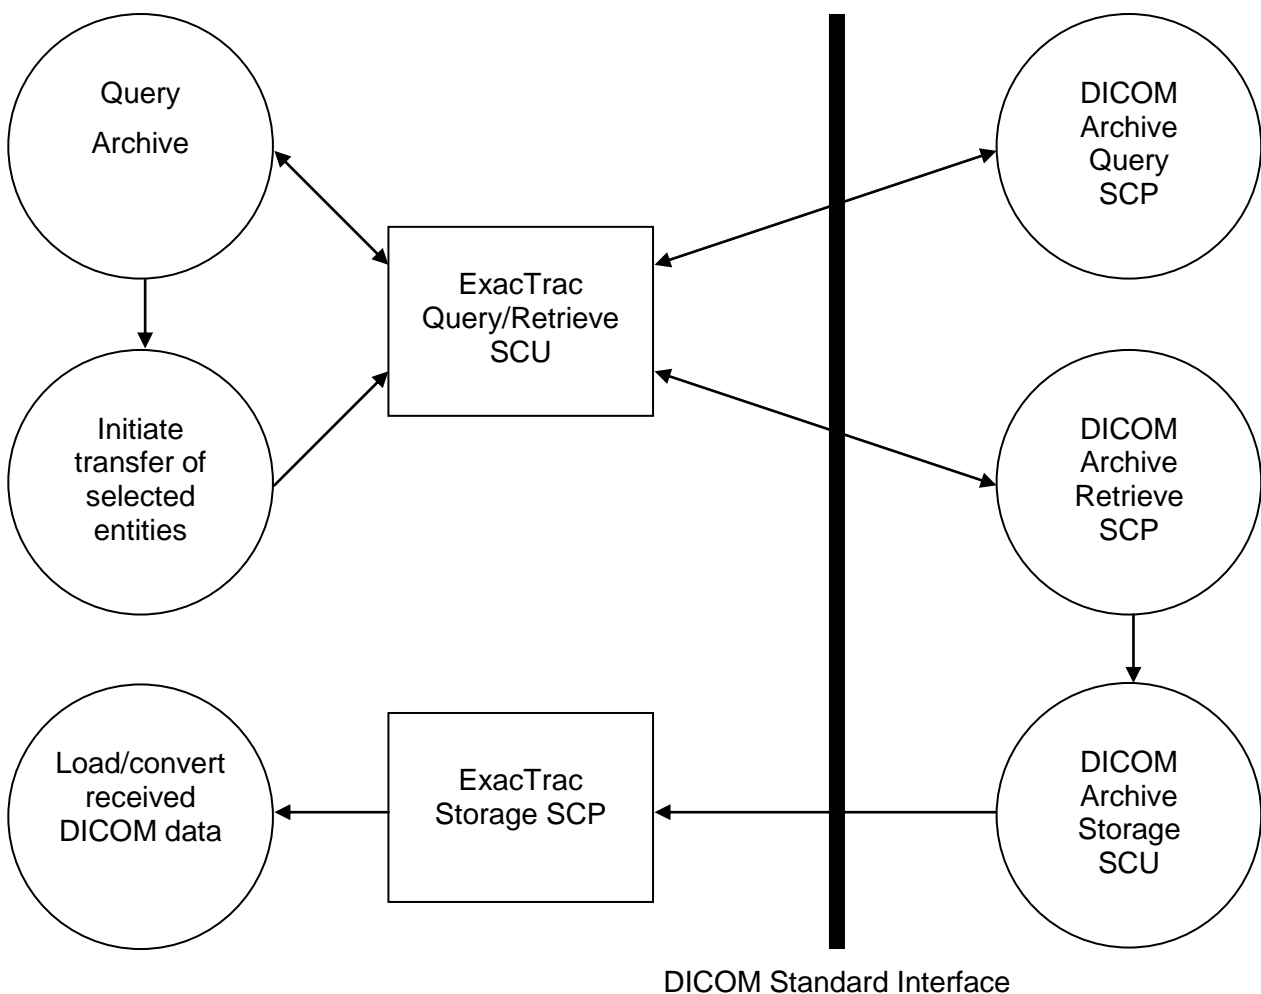 Query
Archive
DICOM
Archive
Query
SCP
ExacTrac
Query/Retrieve
SCU
Initiate
transfer of
selected
entities
DICOM
Archive
Retrieve
SCP
Load/convert
received
DICOM data
ExacTrac
Storage SCP
DICOM
Archive
Storage
SCU
DICOM Standard Interface